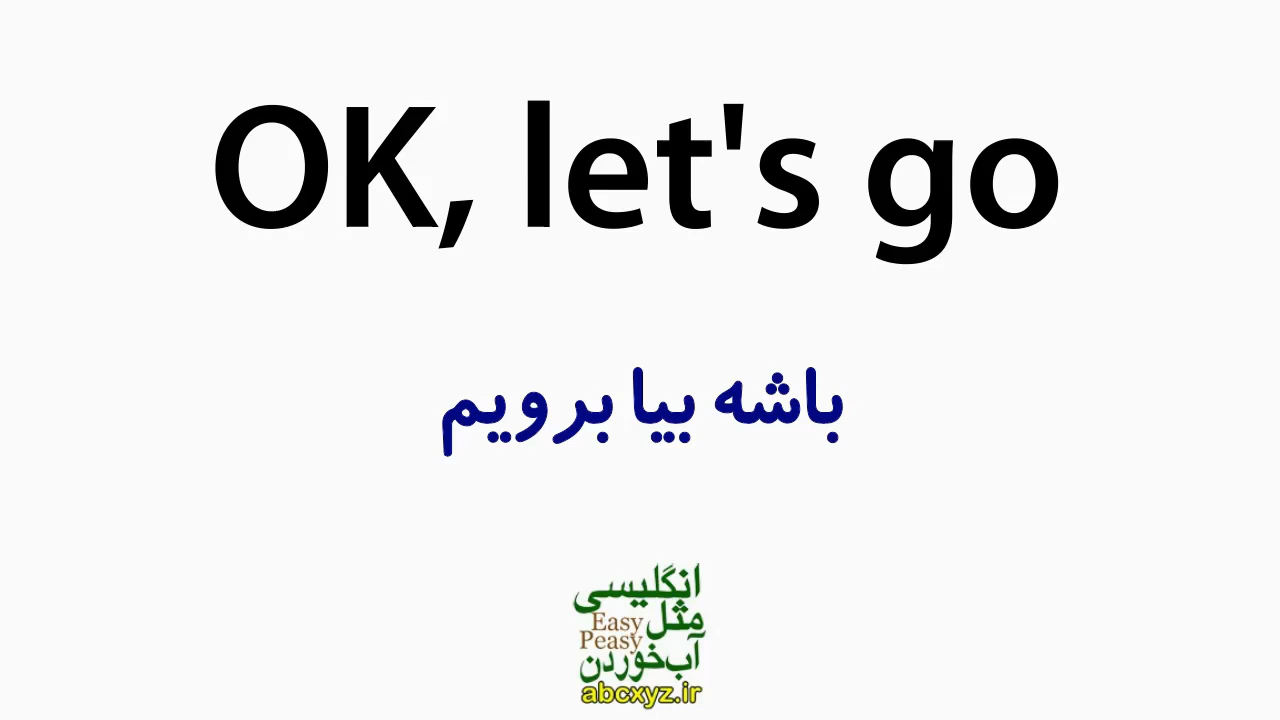 OK, let's go
باشه بیا برویم
انگلیسی
مثل Easy
Peasy
آب‌خوردن
abcxyz.ir